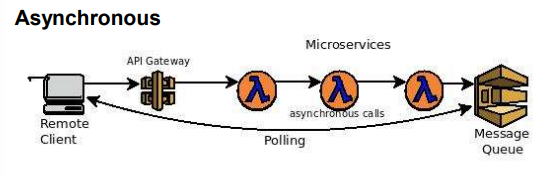 Asynchronous
Microservices
API Gateway
λ
λ
λ
asynchronous calls
Remote
Client
Polling
Message
Queue